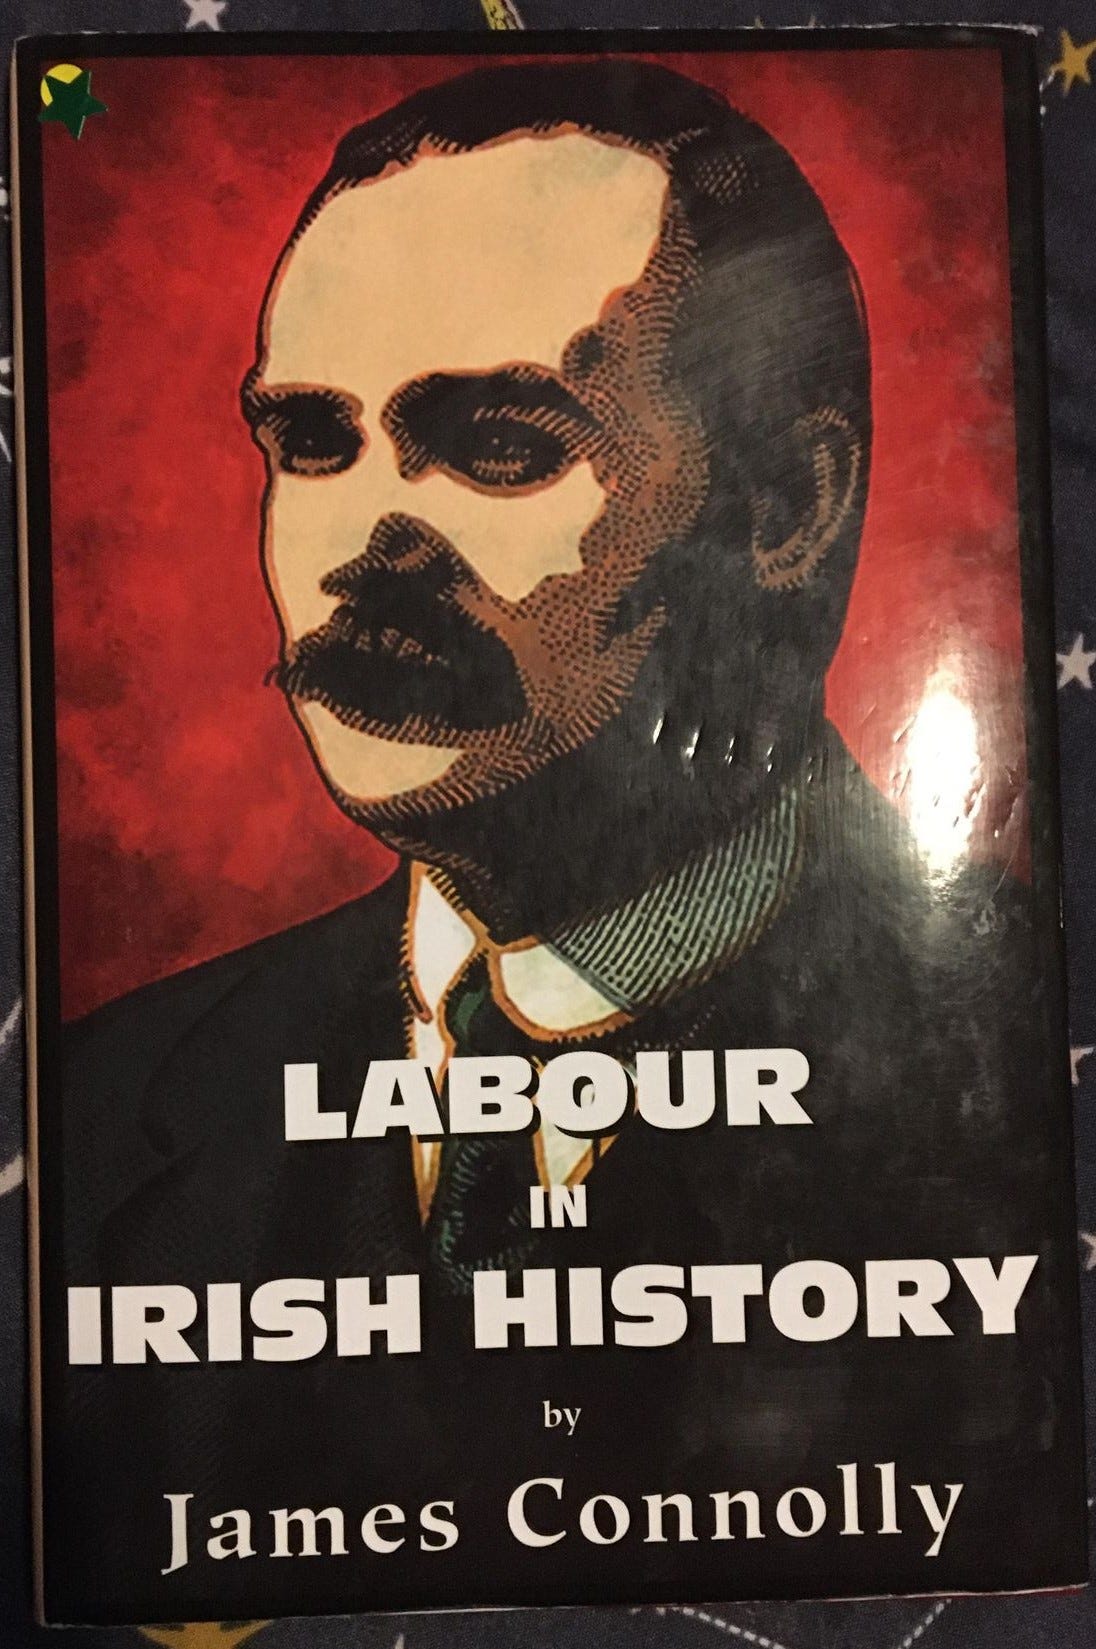 LABOUR
IN
IRISH HISTORY
by
James Connolly